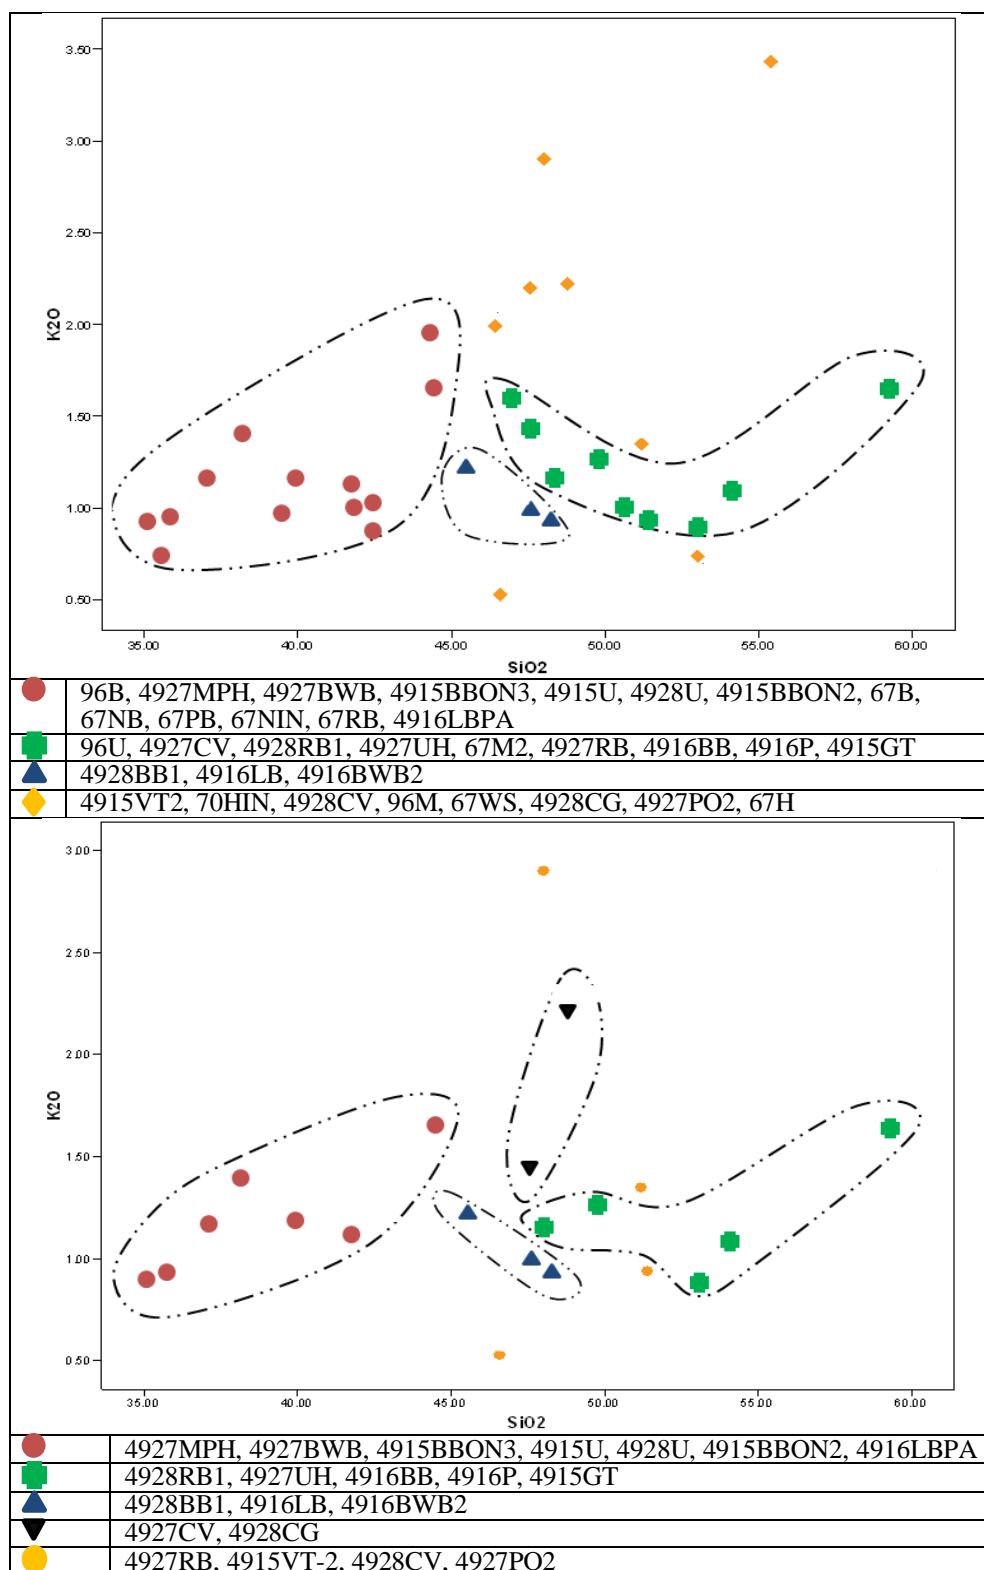 3.50
3.00
2.50
2.00
1.50
1.00
0.50
K2O
35.00 40.00 45.00 50.00 55.00 60.00
SiO2
96B, 4927MPH, 4927BWB, 4915BBON3, 4915U, 4928U, 4915BBON2, 67B,
67NB, 67PB, 67NIN, 67RB, 4916LBPA
96U, 4927CV, 4928RB1, 4927UH, 67M2, 4927RB, 4916BB, 4916P, 4915GT
4928BB1, 4916LB, 4916BWB2
4915VT2, 70HIN, 4928CV, 96M, 67WS, 4928CG, 4927PO2, 67H
3.00
2.50
2.00
1.50
1.00
0.50
K2O
35.00 40.00 45.00 50.00 55.00 60.00
SiO2
4927MPH, 4927BWB, 4915BBON3, 4915U, 4928U, 4915BBON2, 4916LBPA
4928RB1, 4927UH, 4916BB, 4916P, 4915GT
4928BB1, 4916LB, 4916BWB2
4927CV, 4928CG
4927RB, 4915VT-2, 4928CV, 4927PO2